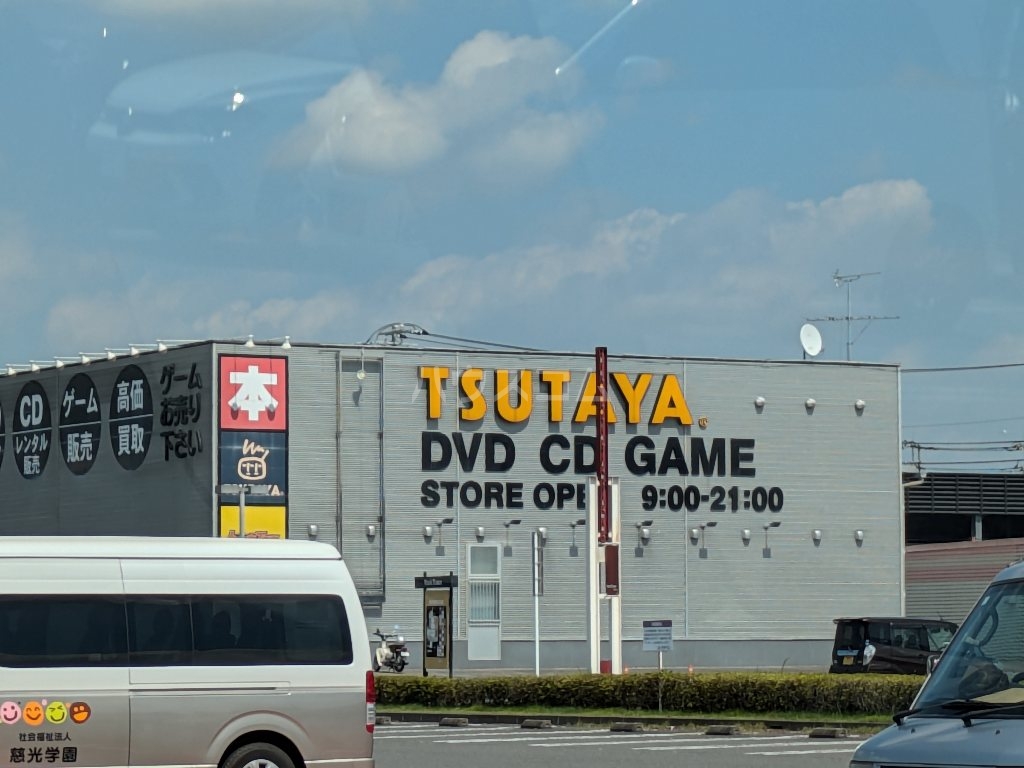 CD
レンタル
販売
ゲーム
販売
高価
買取
ゲーム
お売り
下さい
本
TSUTAYA
DVD CD GAME
STORE OPE
9:00-21:00
社会福祉法人
慈光学園